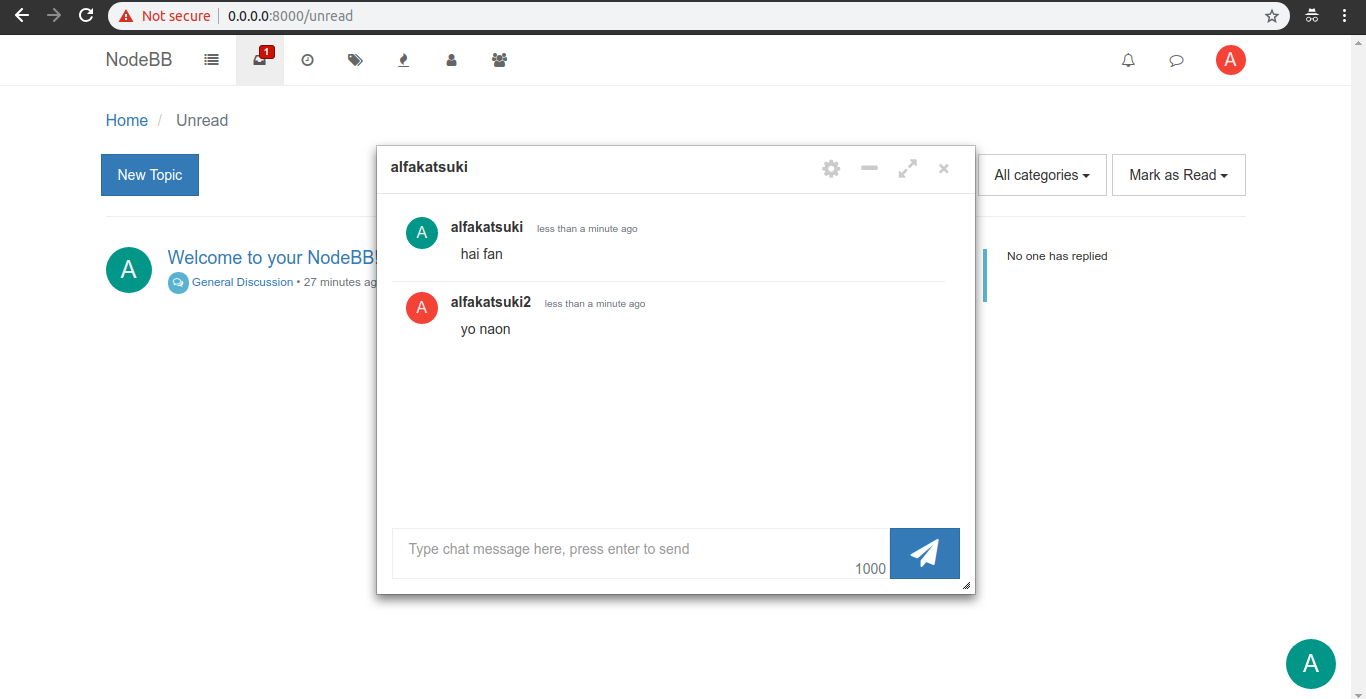 Not secure 0.0.0.0:8000/unread
NodeBB 1 A
Home / Unread
New Topic
All categories
Mark as Read
A
Welcome to your NodeBB!
General Discussion • 27 minutes ag
No one has replied
alfakatsuki
A alfakatsuki less than a minute ago
hai fan
A alfakatsuki2 less than a minute ago
yo naon
Type chat message here, press enter to send
1000
A